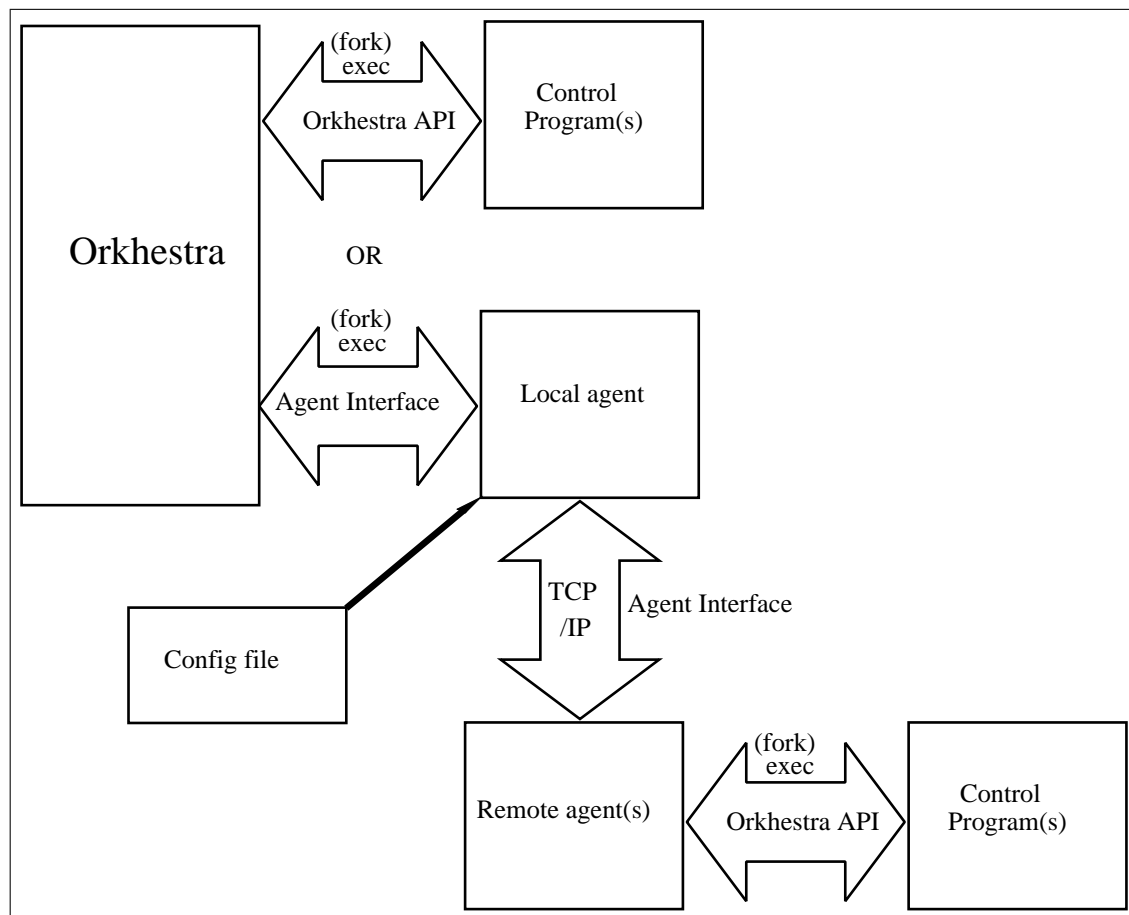 (fork)
exec
Orkhestra API
Control
Program(s)
Orkhestra
OR
(fork)
exec
Agent Interface
Local agent
TCP
/IP
Agent Interface
Config file
Remote agent(s)
(fork)
exec
Orkhestra API
Control
Program(s)